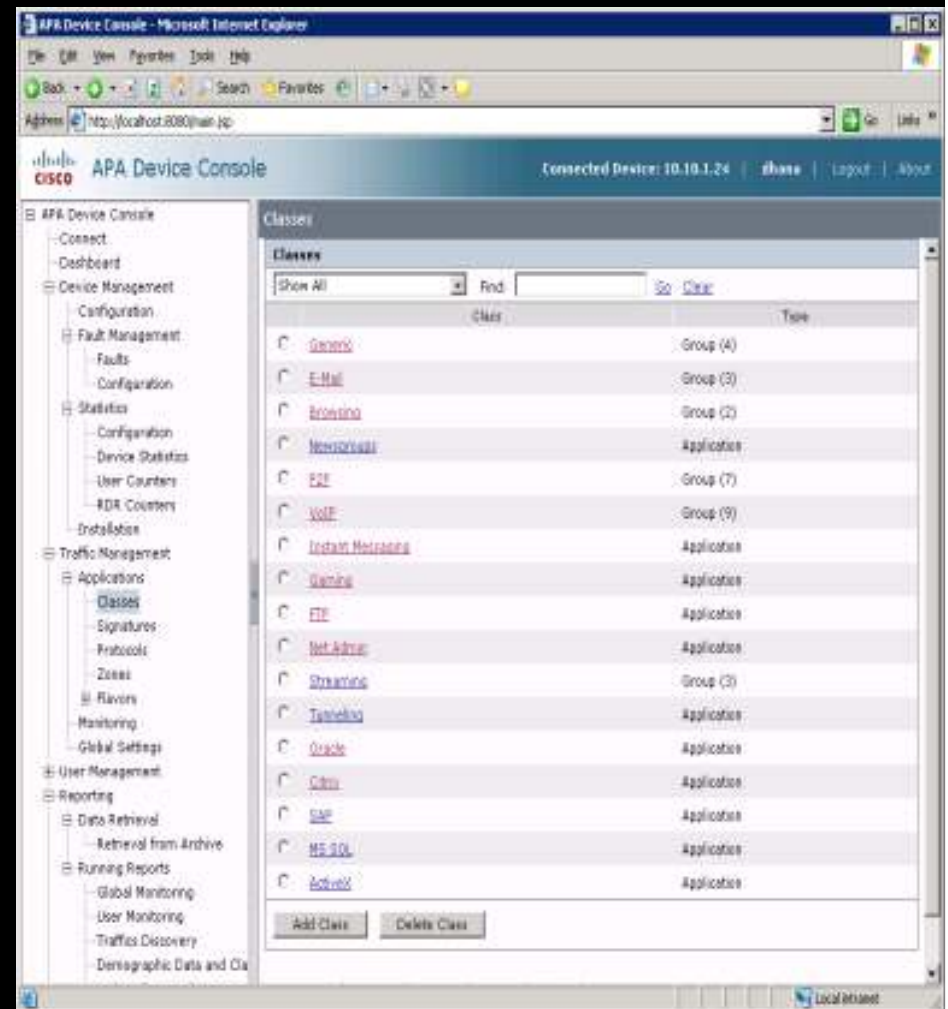 APA Device Console - Microsoft Internet Explorer
File Edit View Favorites Tools Help
Back Search Favorites
Address http://localhost:8080/main.jsp Go Links »
CISCO APA Device Console Connected Device: 10.10.1.24 | dhana | Logout | About
APA Device Console
Connect
Dashboard
Device Management
Configuration
Fault Management
Faults
Configuration
Statistics
Configuration
Device Statistics
User Counters
RDR Counters
Installation
Traffic Management
Applications
Classes
Signatures
Protocols
Zones
Flavors
Monitoring
Global Settings
User Management
Reporting
Data Retrieval
Retrieval from Archive
Running Reports
Global Monitoring
User Monitoring
Traffics Discovery
Demographic Data and Cla
Classes
Classes
Show All Find Go Clear
Class Type
Generic Group (4)
E-Mail Group (3)
Browsing Group (2)
Newsgroups Application
P2P Group (7)
VoIP Group (9)
Instant Messaging Application
Gaming Application
FTP Application
Net Admin Application
Streaming Group (3)
Tunneling Application
Oracle Application
Citrix Application
SAP Application
MS SQL Application
ActiveX Application
Add Class Delete Class
Local intranet